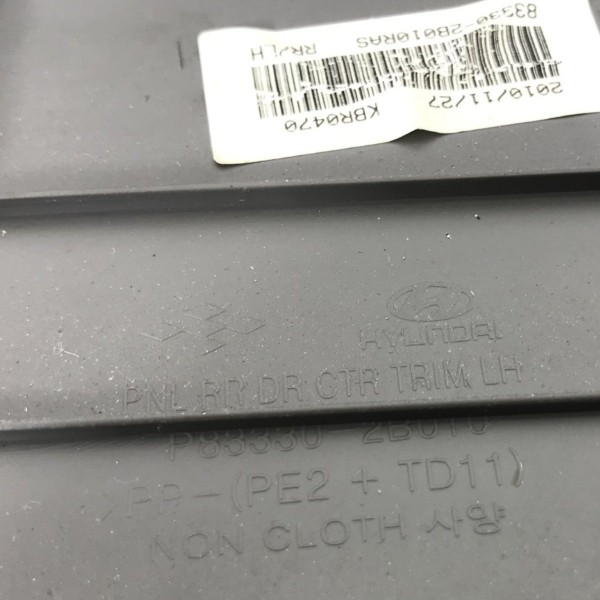 83330-2B010RAS
RR/LH
2010/11/27
KBR0470
HYUNDAI
PNL RR DR CTR TRIM LH
P83330-2B010
>PP-(PE2 + TD11)
NON CLOTH 사양